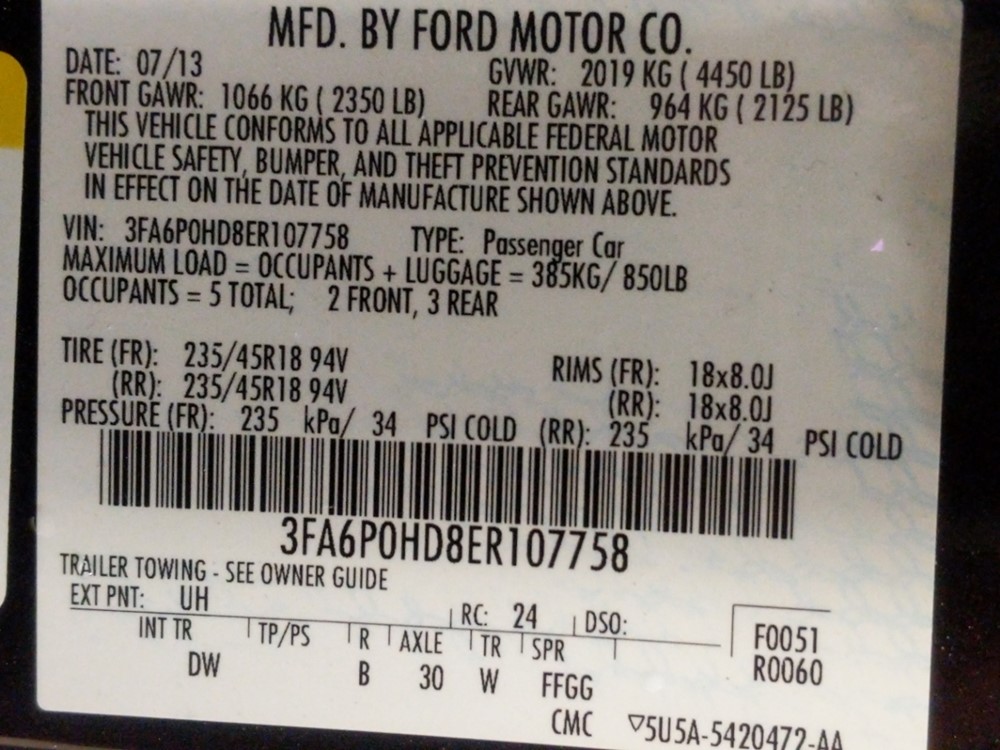 MFD. BY FORD MOTOR CO.
DATE: 07/13 GVWR: 2019 KG ( 4450 LB)
FRONT GAWR: 1066 KG ( 2350 LB) REAR GAWR: 964 KG ( 2125 LB)
THIS VEHICLE CONFORMS TO ALL APPLICABLE FEDERAL MOTOR
VEHICLE SAFETY, BUMPER, AND THEFT PREVENTION STANDARDS
IN EFFECT ON THE DATE OF MANUFACTURE SHOWN ABOVE.
VIN: 3FA6P0HD8ER107758 TYPE: Passenger Car
MAXIMUM LOAD = OCCUPANTS + LUGGAGE = 385KG/ 850LB
OCCUPANTS = 5 TOTAL; 2 FRONT, 3 REAR
TIRE (FR): 235/45R18 94V RIMS (FR): 18x8.0J
(RR): 235/45R18 94V (RR): 18x8.0J
PRESSURE (FR): 235 kPa/ 34 PSI COLD (RR): 235 kPa/ 34 PSI COLD
3FA6P0HD8ER107758
TRAILER TOWING - SEE OWNER GUIDE
EXT PNT: UH RC: 24 DSO: F0051
INT TR TP/PS R AXLE TR SPR R0060
DW B 30 W FFGG
CMC ▽5U5A-5420472-AA